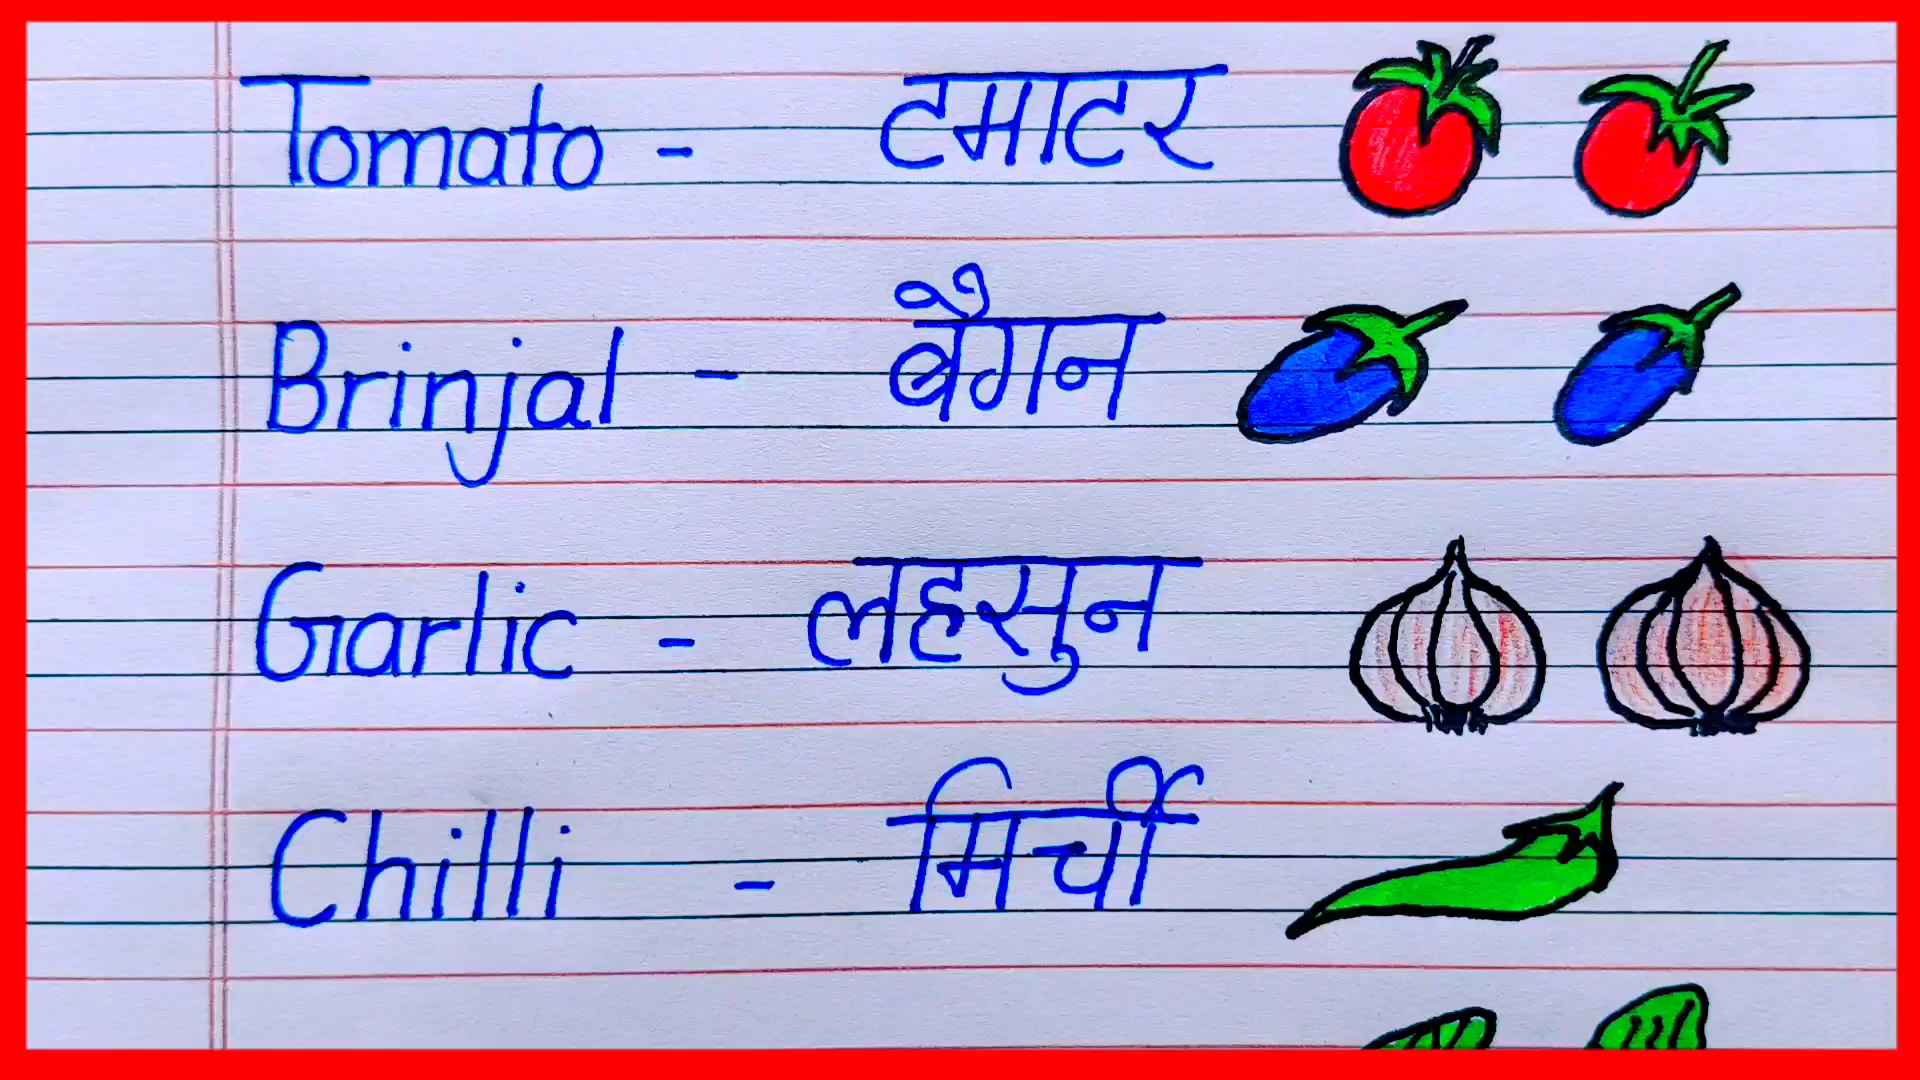 Tomato - टमाटर
Brinjal - बैगन
Garlic - लहसुन
Chilli - मिर्ची